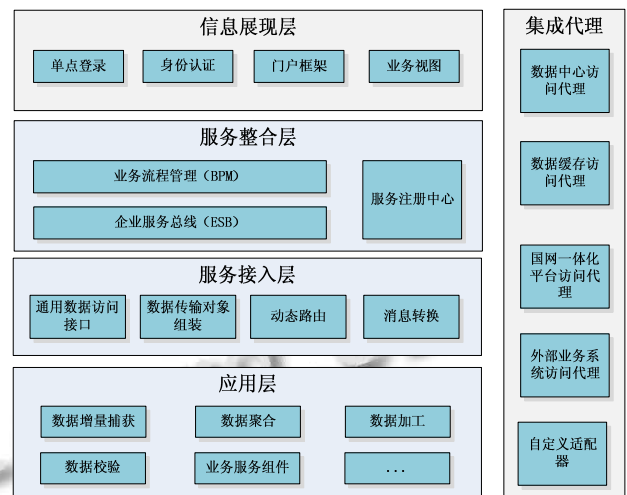 信息展现层
单点登录
身份认证
门户框架
业务视图
服务整合层
业务流程管理（BPM）
企业服务总线（ESB）
服务注册中心
服务接入层
通用数据访问
接口
数据传输对象
组装
动态路由
消息转换
应用层
数据增量捕获
数据聚合
数据加工
数据校验
业务服务组件
...
集成代理
数据中心访
问代理
数据缓存访
问代理
国网一体化
平台访问代
理
外部业务系
统访问代理
自定义适配
器